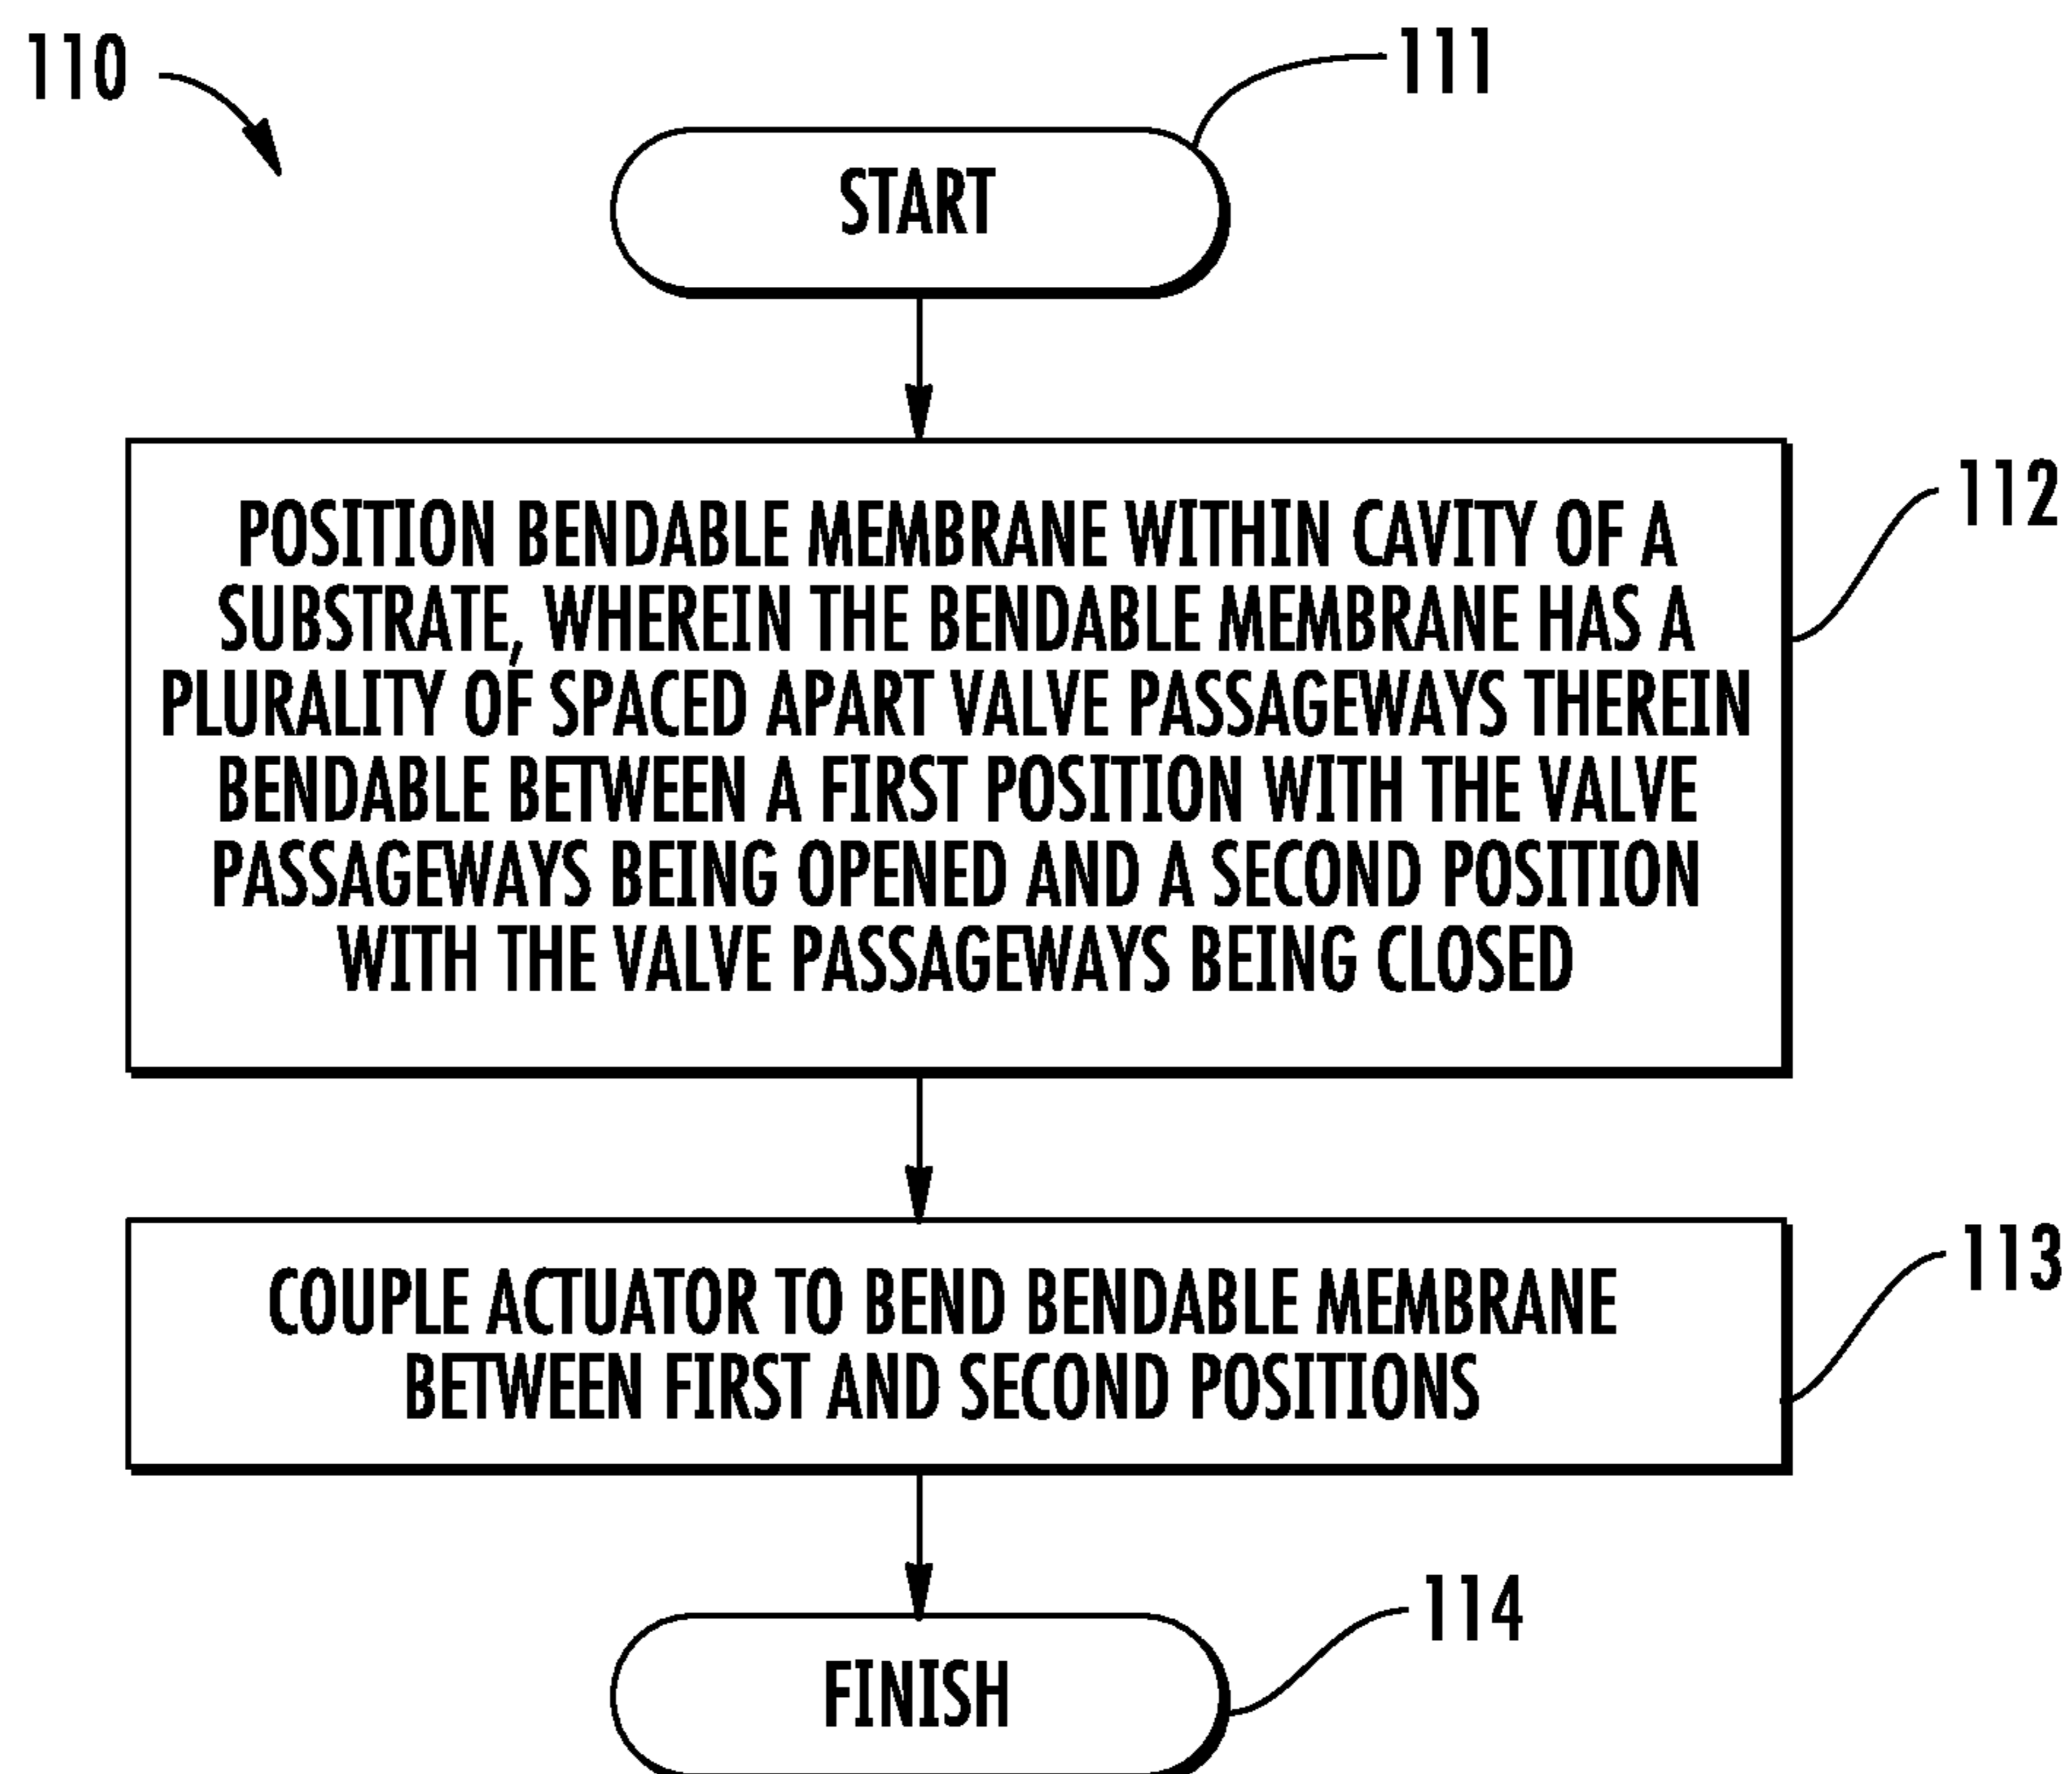 110
111
START
112
POSITION BENDABLE MEMBRANE WITHIN CAVITY OF A
SUBSTRATE, WHEREIN THE BENDABLE MEMBRANE HAS A
PLURALITY OF SPACED APART VALVE PASSAGEWAYS THEREIN
BENDABLE BETWEEN A FIRST POSITION WITH THE VALVE
PASSAGEWAYS BEING OPENED AND A SECOND POSITION
WITH THE VALVE PASSAGEWAYS BEING CLOSED
113
COUPLE ACTUATOR TO BEND BENDABLE MEMBRANE
BETWEEN FIRST AND SECOND POSITIONS
114
FINISH